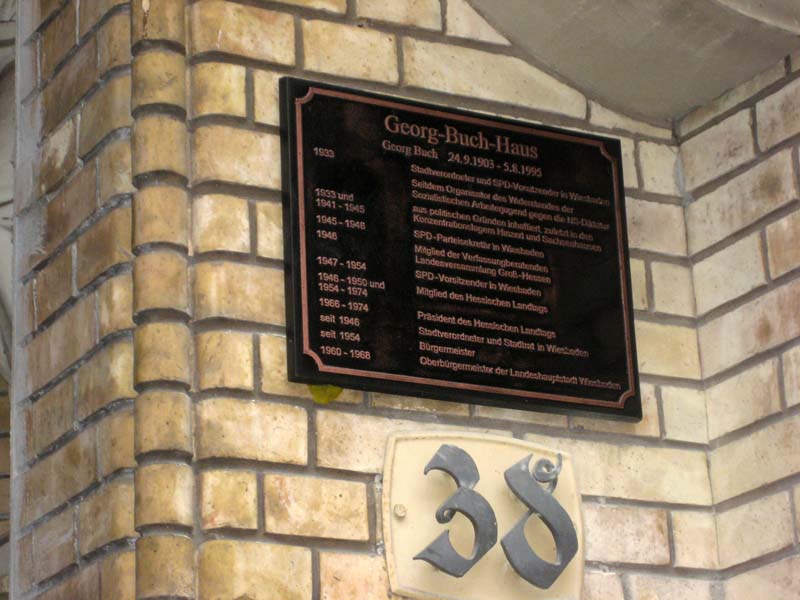 Georg-Buch-Haus
Georg Buch 24.9.1903 - 5.8.1995
1933 Stadtverordneter und SPD-Vorsitzender in Wiesbaden
Seitdem Organisator des Widerstandes der
Sozialistischen Arbeiterjugend gegen die NS-Diktatur
1933 und
1941 - 1945 aus politischen Gründen inhaftiert, zuletzt in den
Konzentrationslagern Hinzert und Sachsenhausen
1945 - 1946 SPD-Parteisekretär in Wiesbaden
1946 Mitglied der Verfassungberatenden
Landesversammlung Groß-Hessen
1947 - 1954 SPD-Vorsitzender in Wiesbaden
1946 - 1950 und
1954 - 1974 Mitglied des Hessischen Landtags
1966 - 1974 Präsident des Hessischen Landtags
seit 1946 Stadtverordneter und Stadtrat in Wiesbaden
seit 1954 Bürgermeister
1960 - 1968 Oberbürgermeister der Landeshauptstadt Wiesbaden
38